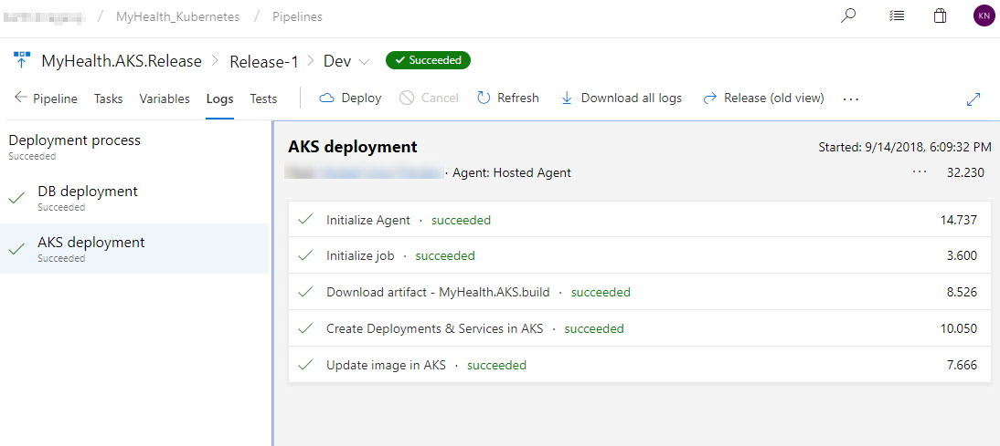 / MyHealth_Kubernetes / Pipelines
KN
MyHealth.AKS.Release > Release-1 > Dev Succeeded
Pipeline Tasks Variables Logs Tests Deploy Cancel Refresh Download all logs Release (old view) ...
Deployment process
Succeeded
DB deployment
Succeeded
AKS deployment
Succeeded
AKS deployment Started: 9/14/2018, 6:09:32 PM
· Agent: Hosted Agent ... 32.230
Initialize Agent · succeeded 14.737
Initialize job · succeeded 3.600
Download artifact - MyHealth.AKS.build · succeeded 8.526
Create Deployments & Services in AKS · succeeded 10.050
Update image in AKS · succeeded 7.666